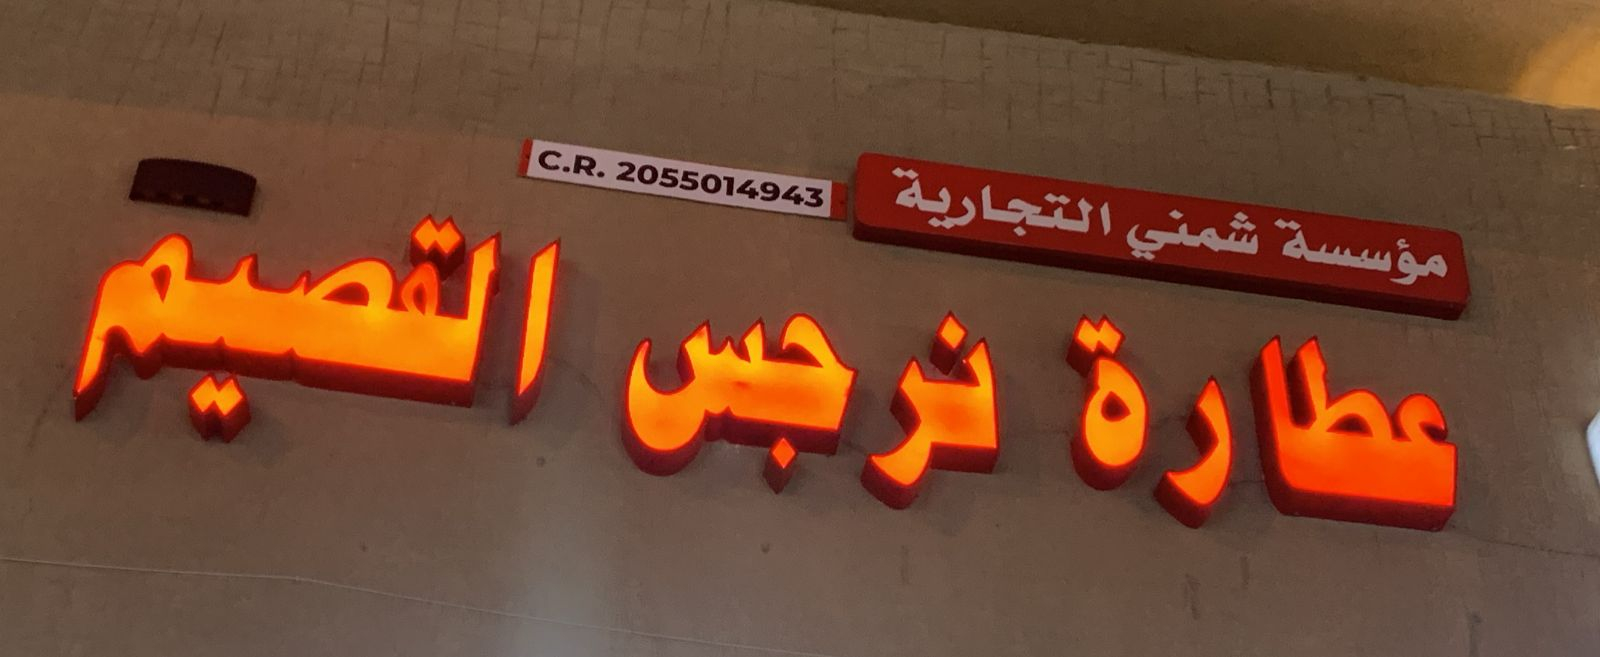 مؤسسة شمني التجارية
C.R. 2055014943
عطارة نرجس القصيم